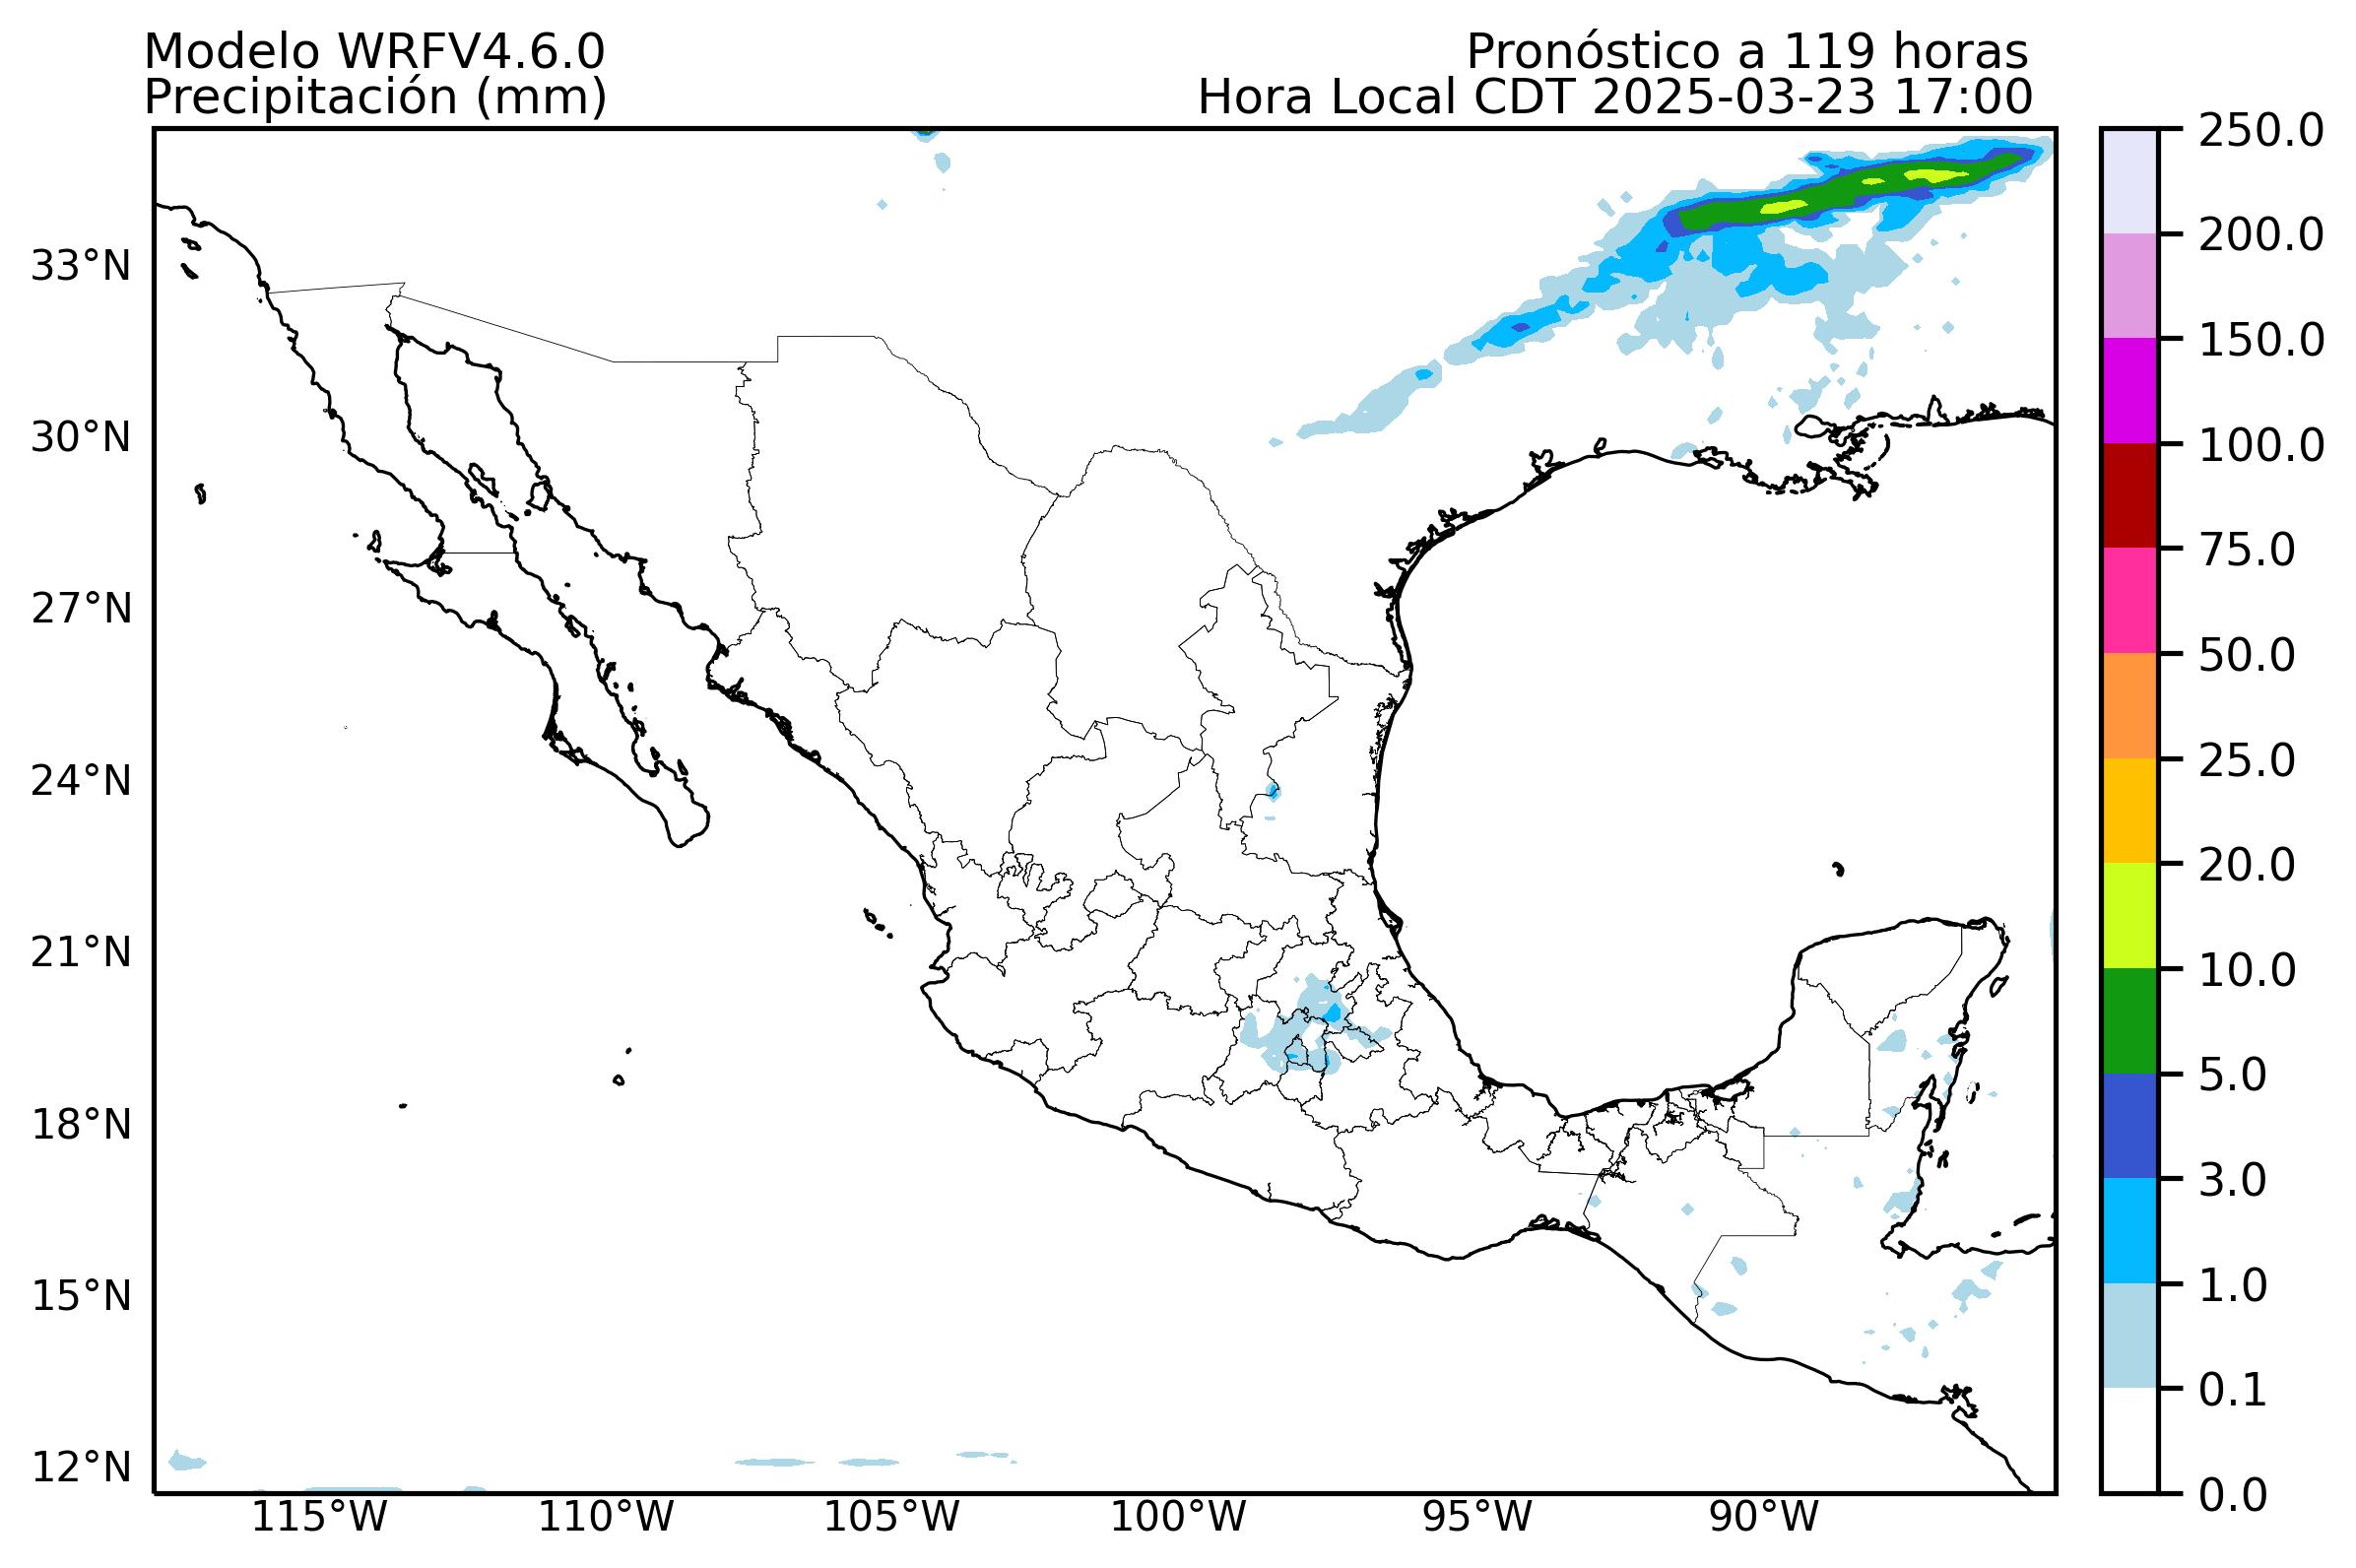 Modelo WRFV4.6.0
Pronóstico a 119 horas
Precipitación (mm)
Hora Local CDT 2025-03-23 17:00
250.0
200.0
150.0
100.0
75.0
50.0
25.0
20.0
10.0
5.0
3.0
1.0
0.1
0.0
33°N
30°N
27°N
24°N
21°N
18°N
15°N
12°N
115°W
110°W
105°W
100°W
95°W
90°W